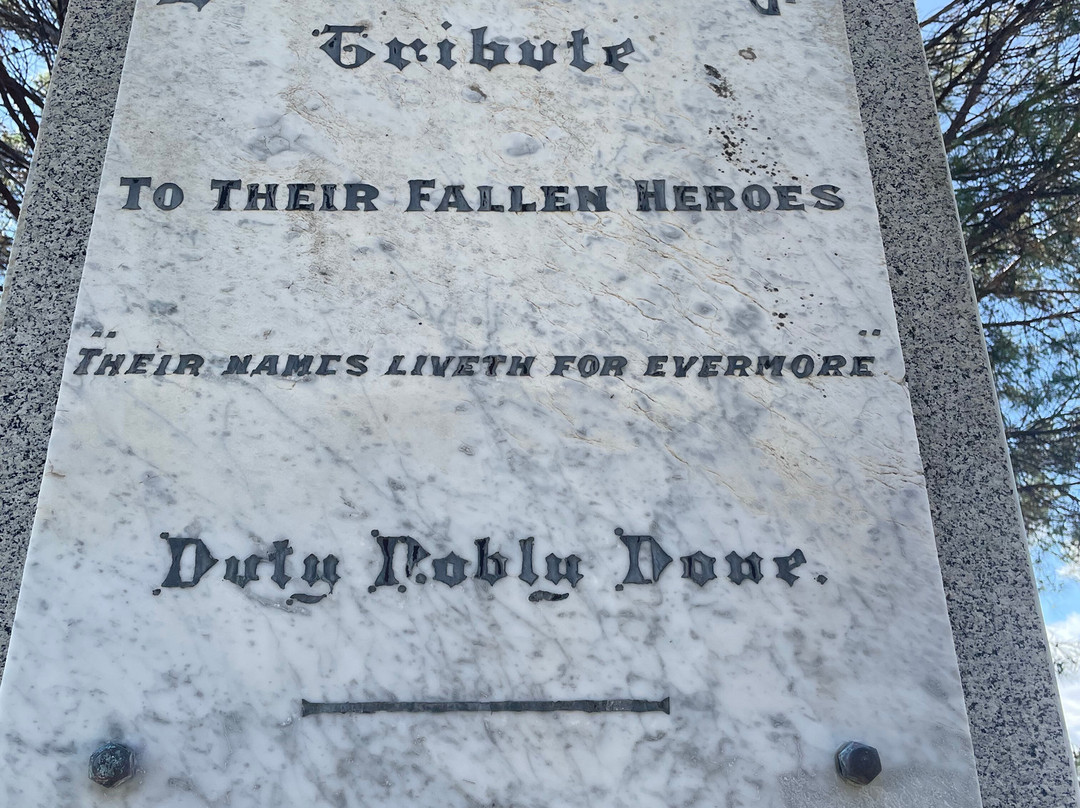 Tribute
To Their Fallen Heroes
"Their names liveth for evermore"
Duty Nobly Done.